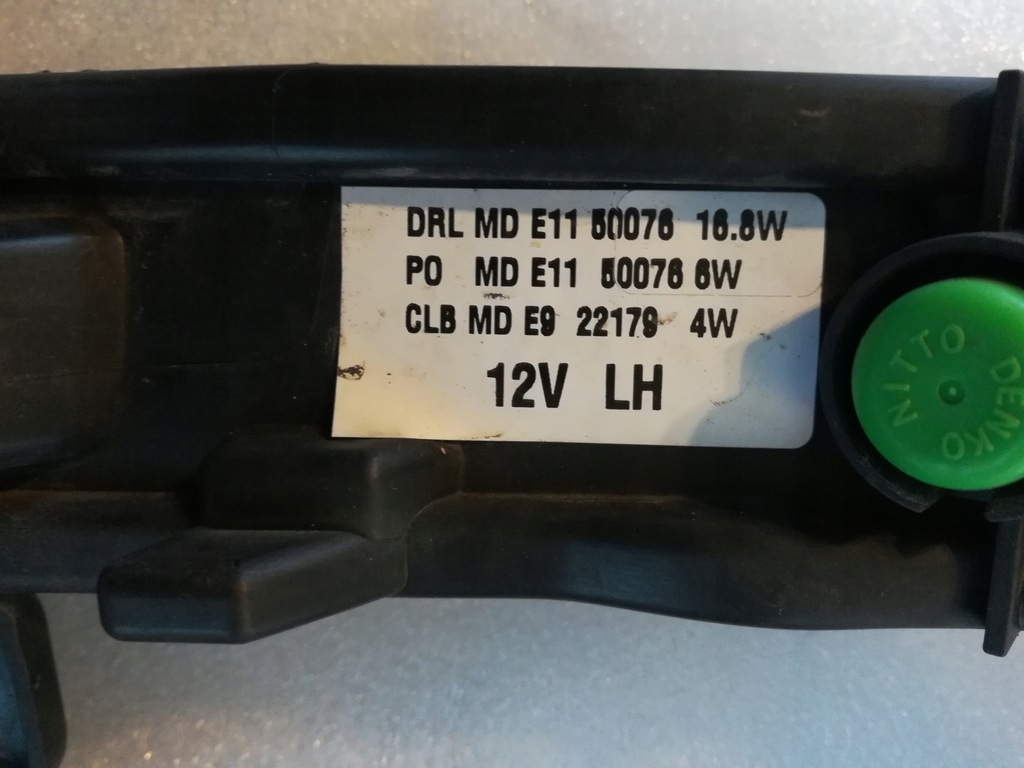 DRL MD E11 50076 16.8W
PO MD E11 50076 6W
CLB MD E9 22179 4W
12V LH
NITTO DENKO